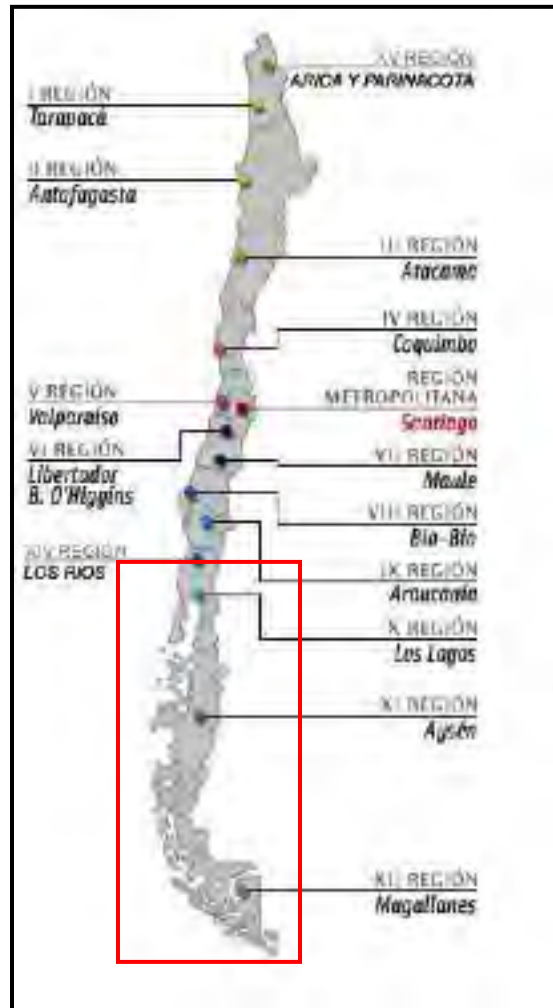 XV REGIÓN
ARICA Y PARINACOTA
I REGIÓN
Tarapacá
II REGIÓN
Antofagasta
III REGIÓN
Atacama
IV REGIÓN
Coquimbo
REGIÓN
METROPOLITANA
Santiago
V REGIÓN
Valparaíso
VI REGIÓN
Libertador
B. O'Higgins
VII REGIÓN
Maule
VIII REGIÓN
Bío-Bío
XIV REGIÓN
LOS RIOS
IX REGIÓN
Araucanía
X REGIÓN
Los Lagos
XI REGIÓN
Aysén
XII REGIÓN
Magallanes